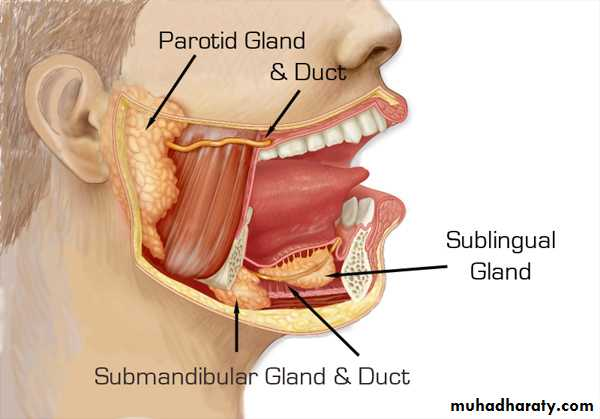 Parotid Gland
& Duct
Sublingual
Gland
Submandibular Gland & Duct
muhadharaty.com